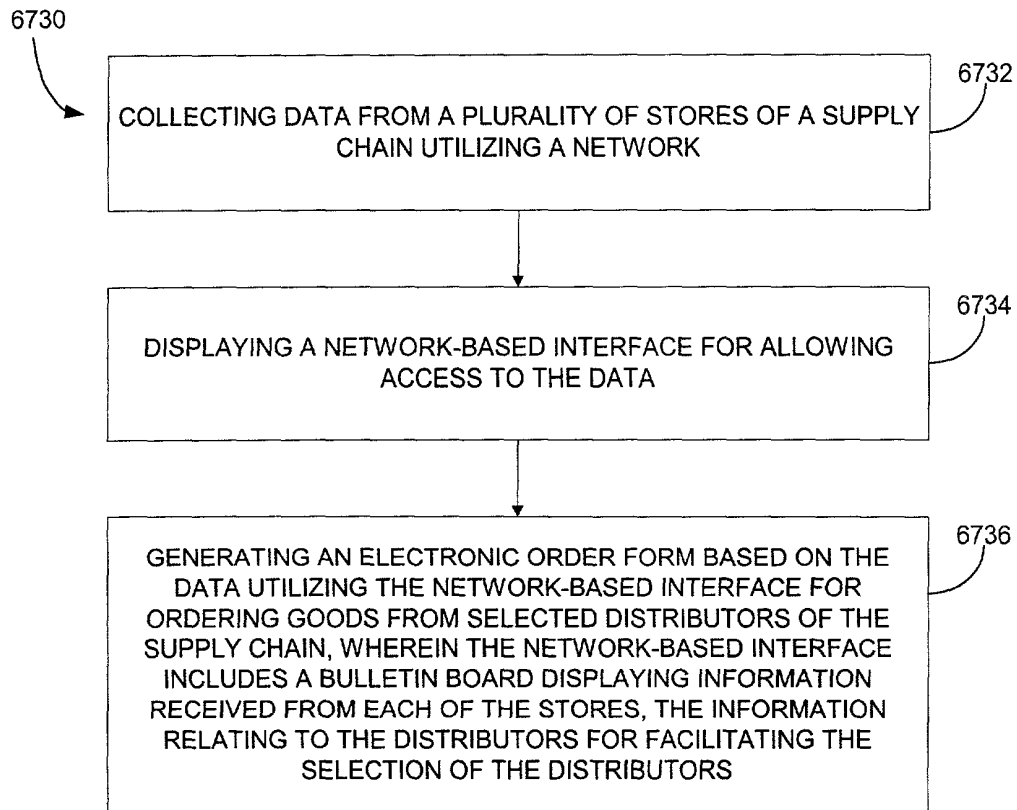 6730
6732
COLLECTING DATA FROM A PLURALITY OF STORES OF A SUPPLY
CHAIN UTILIZING A NETWORK
6734
DISPLAYING A NETWORK-BASED INTERFACE FOR ALLOWING
ACCESS TO THE DATA
6736
GENERATING AN ELECTRONIC ORDER FORM BASED ON THE
DATA UTILIZING THE NETWORK-BASED INTERFACE FOR
ORDERING GOODS FROM SELECTED DISTRIBUTORS OF THE
SUPPLY CHAIN, WHEREIN THE NETWORK-BASED INTERFACE
INCLUDES A BULLETIN BOARD DISPLAYING INFORMATION
RECEIVED FROM EACH OF THE STORES, THE INFORMATION
RELATING TO THE DISTRIBUTORS FOR FACILITATING THE
SELECTION OF THE DISTRIBUTORS